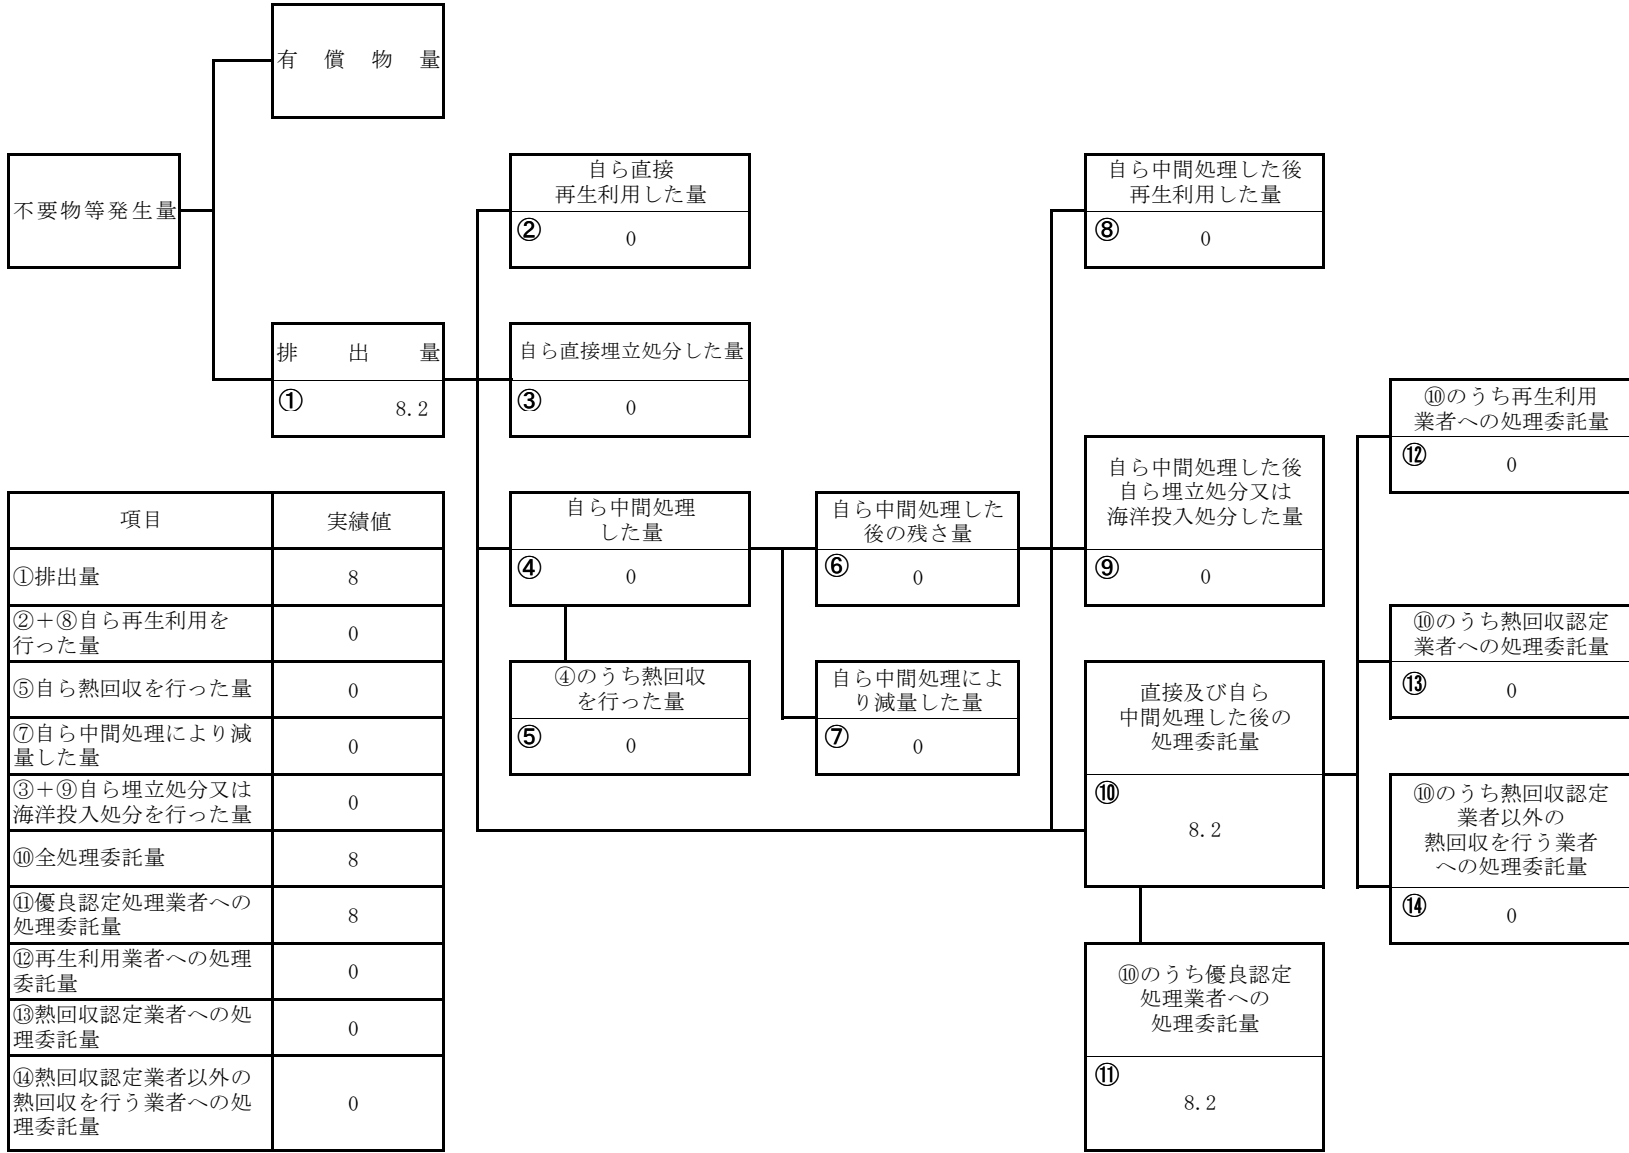 有償物量
不要物等発生量
排出量
①
8.2
自ら直接
再生利用した量
②
0
自ら直接埋立処分した量
③
0
自ら中間処理
した量
④
0
④のうち熱回収
を行った量
⑤
0
自ら中間処理した
後の残さ量
⑥
0
自ら中間処理によ
り減量した量
⑦
0
自ら中間処理した後
再生利用した量
⑧
0
自ら中間処理した後
自ら埋立処分又は
海洋投入処分した量
⑨
0
直接及び自ら
中間処理した後の
処理委託量
⑩
8.2
⑩のうち優良認定
処理業者への
処理委託量
⑪
8.2
⑩のうち再生利用
業者への処理委託量
⑫
0
⑩のうち熱回収認定
業者への処理委託量
⑬
0
⑩のうち熱回収認定
業者以外の
熱回収を行う業者
への処理委託量
⑭
0
項目 実績値
①排出量 8
②＋⑧自ら再生利用を
行った量
0
⑤自ら熱回収を行った量 0
⑦自ら中間処理により減
量した量
0
③＋⑨自ら埋立処分又は
海洋投入処分を行った量
0
⑩全処理委託量 8
⑪優良認定処理業者への
処理委託量
8
⑫再生利用業者への処理
委託量
0
⑬熱回収認定業者への処
理委託量
0
⑭熱回収認定業者以外の
熱回収を行う業者への処
理委託量
0